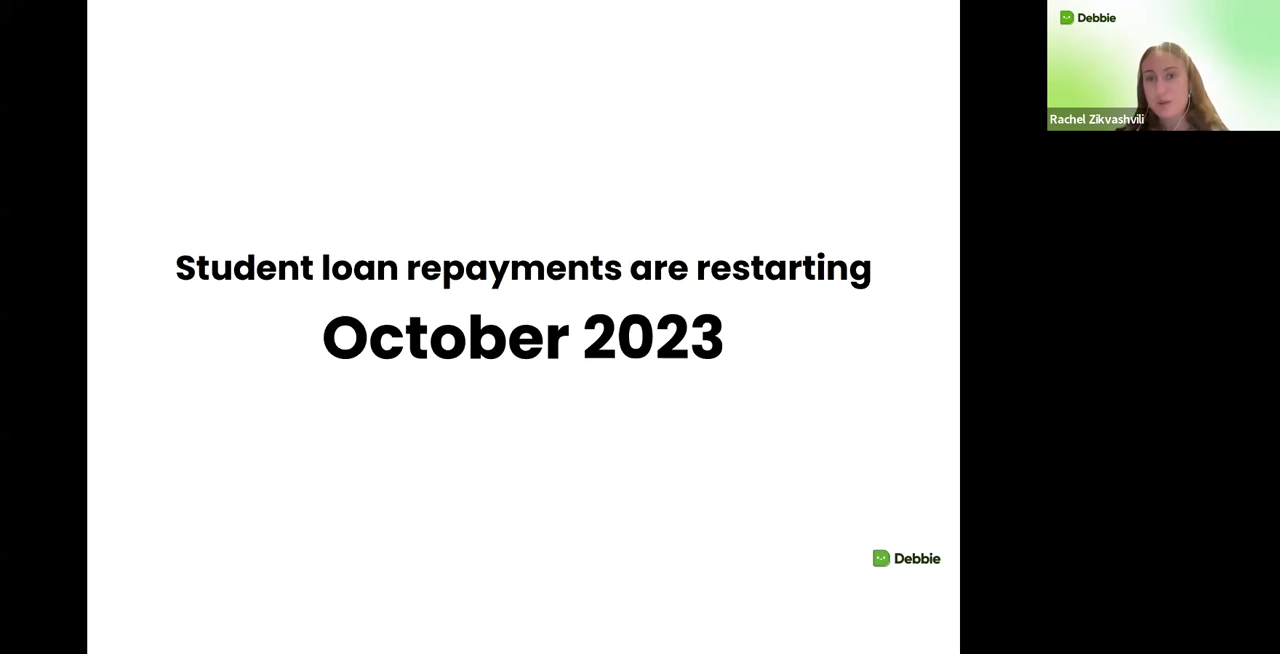 Debbie
Rachel Zikvashvili
Student loan repayments are restarting
October 2023
Debbie